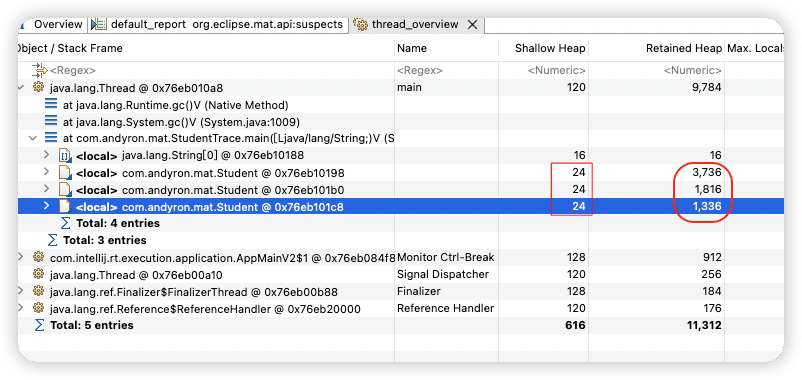 Overview default_report org.eclipse.mat.api:suspects thread_overview
Object / Stack Frame Name Shallow Heap Retained Heap Max. Locals
<Regex> <Regex> <Numeric> <Numeric> <Numeric>
java.lang.Thread @ 0x76eb010a8 main 120 9,784
at java.lang.Runtime.gc()V (Native Method)
at java.lang.System.gc()V (System.java:1009)
at com.andyron.mat.StudentTrace.main([Ljava/lang/String;)V (S
<local> java.lang.String[0] @ 0x76eb10188 16 16
<local> com.andyron.mat.Student @ 0x76eb10198 24 3,736
<local> com.andyron.mat.Student @ 0x76eb101b0 24 1,816
<local> com.andyron.mat.Student @ 0x76eb101c8 24 1,336
Total: 4 entries
Total: 3 entries
com.intellij.rt.execution.application.AppMainV2$1 @ 0x76eb084f8 Monitor Ctrl-Break 128 912
java.lang.Thread @ 0x76eb00a10 Signal Dispatcher 120 256
java.lang.ref.Finalizer$FinalizerThread @ 0x76eb00b88 Finalizer 128 184
java.lang.ref.Reference$ReferenceHandler @ 0x76eb20000 Reference Handler 120 176
Total: 5 entries 616 11,312